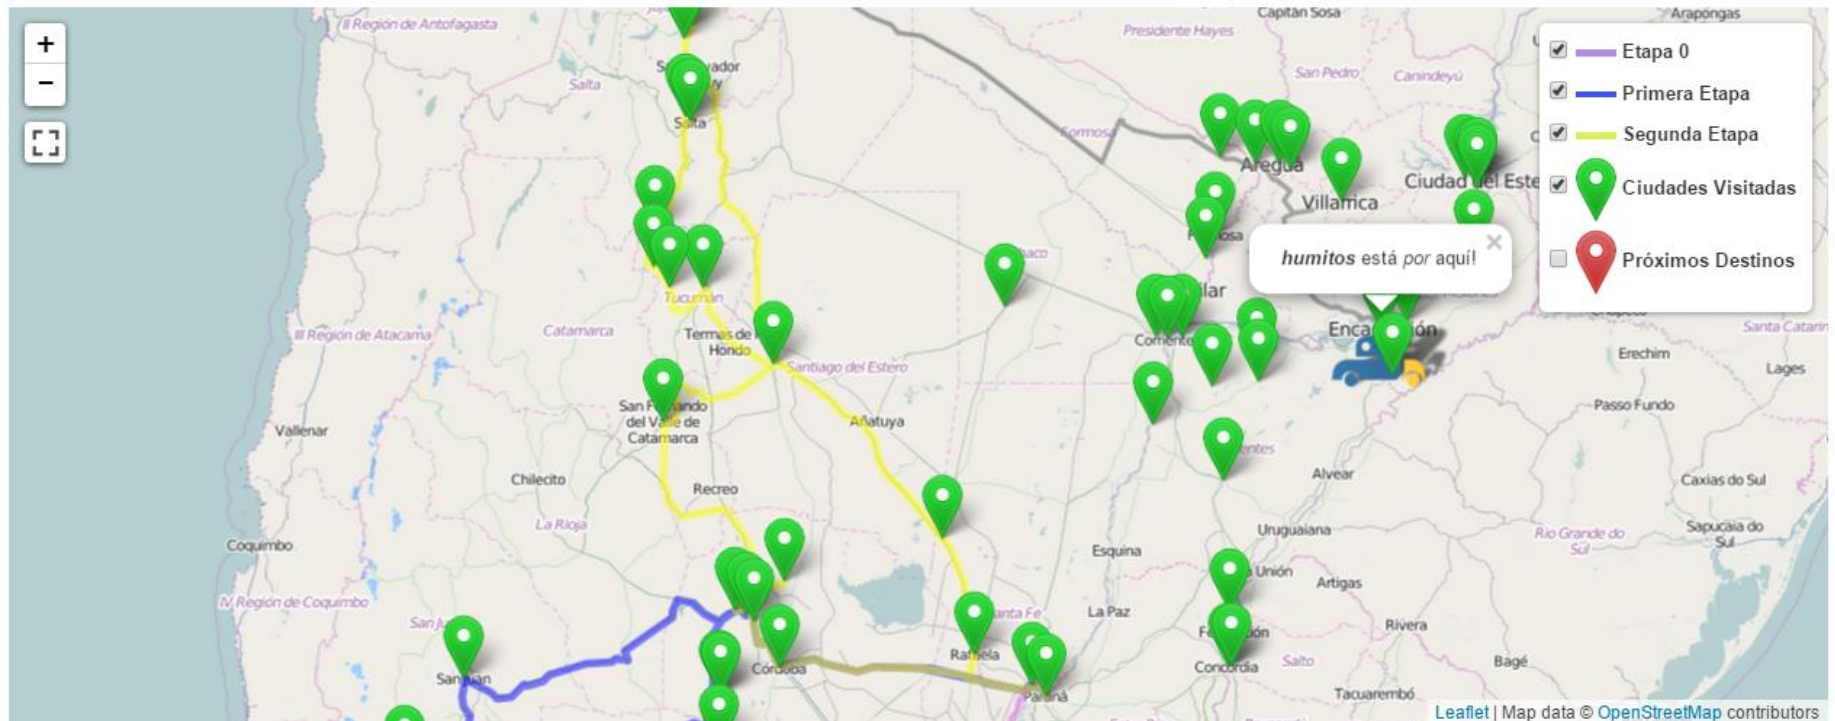 II Región de Antofagasta
Capitán Sosa
Arapongas
+
−
Presidente Hayes
Etapa 0
Salta
San Pedro
Canindeyú
Primera Etapa
Salta
Formosa
Segunda Etapa
Areguá
Ciudad del Este
Ciudades Visitadas
Villarrica
humitos está por aquí!
×
Próximos Destinos
Tucumán
III Región de Atacama
Catamarca
Termas de
Hondo
Encarnación
Santa Catarin
Erechim
Lages
Santiago del Estero
San Fernando
del Valle de
Catamarca
Añatuya
Passo Fundo
Vallenar
Chilecito
Recreo
Alvear
Caxias do Sul
La Rioja
Uruguaiana
Rio Grande do
Sul
Sapucaia do
Sul
Coquimbo
Esquina
Unión
Artigas
IV Región de Coquimbo
La Paz
Rivera
San Juan
Rafaela
Córdoba
Concordia
Salto
Bagé
Paraná
Tacuarembó
Leaflet | Map data © OpenStreetMap contributors